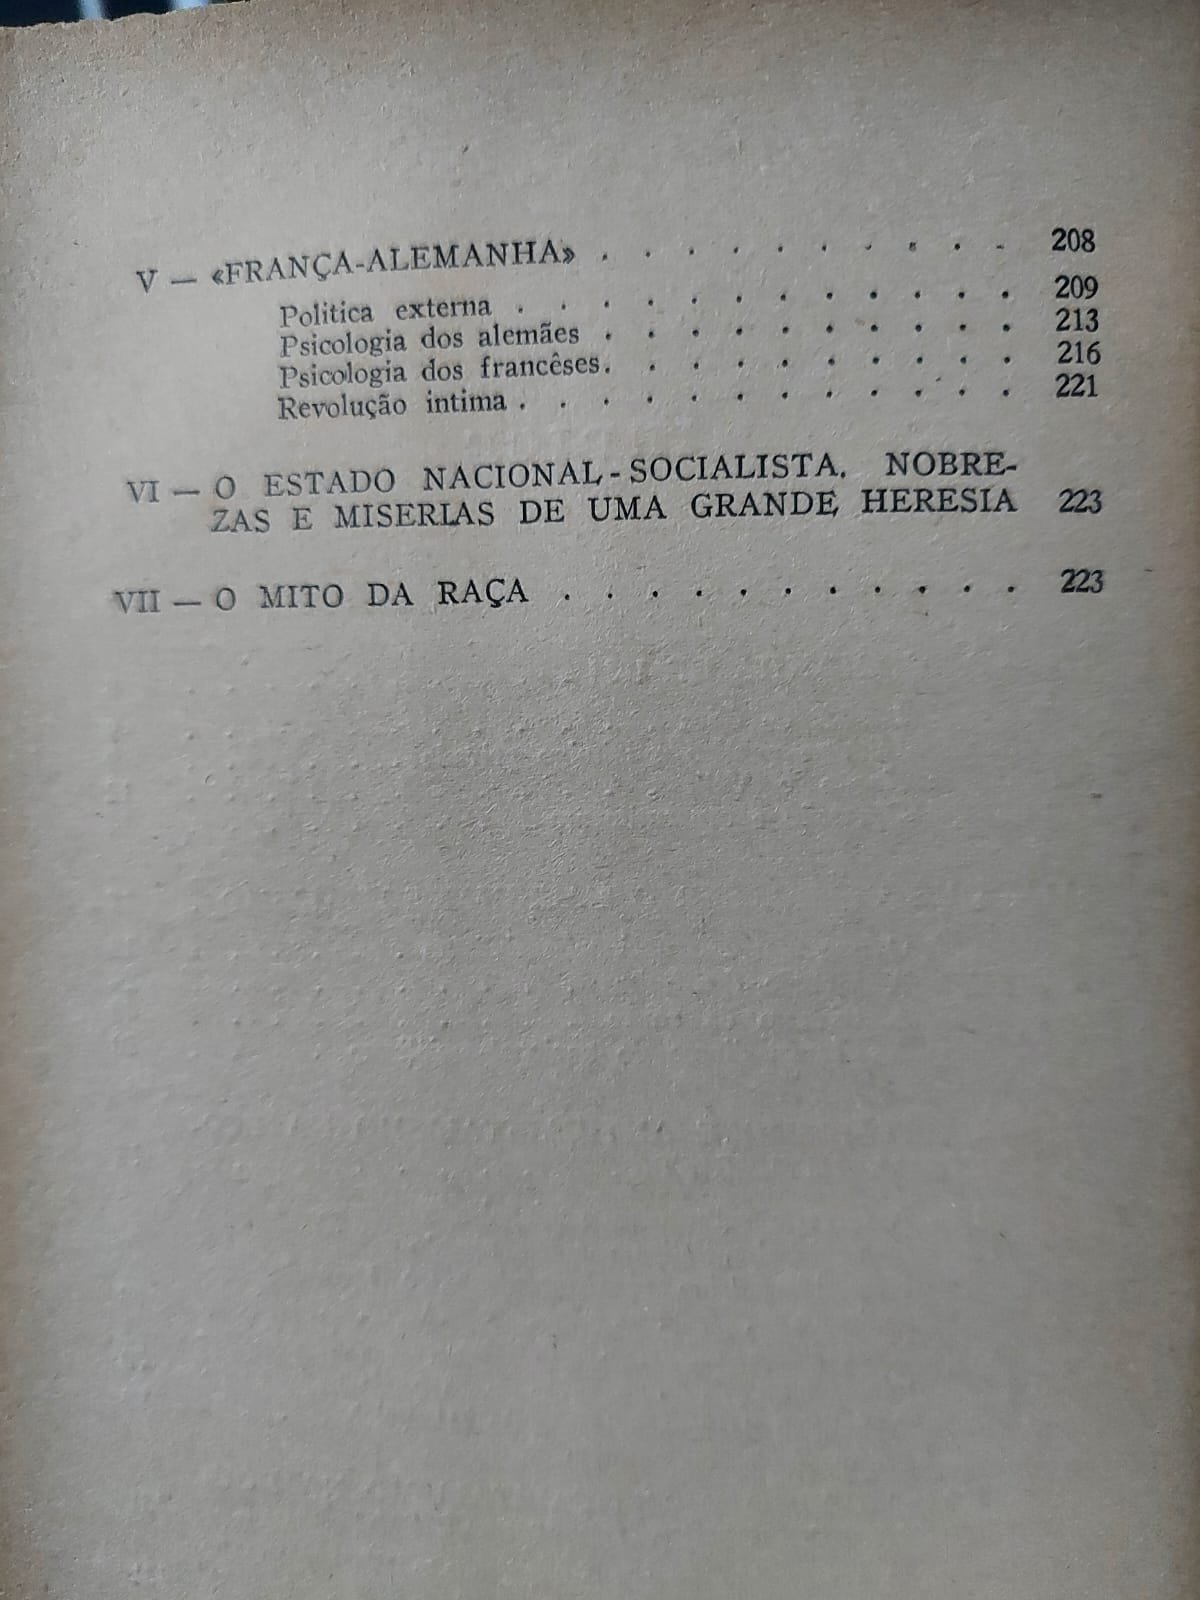 V — «FRANÇA-ALEMANHA» . . . . . . . . . . 208
Politica externa . . . . . . . . . . . . 209
Psicologia dos alemães . . . . . . . . . . 213
Psicologia dos francêses. . . . . . . . . . 216
Revolução intima . . . . . . . . . . . . 221
VI — O ESTADO NACIONAL-SOCIALISTA. NOBRE-
ZAS E MISERIAS DE UMA GRANDE HERESIA 223
VII — O MITO DA RAÇA . . . . . . . . . . . 223